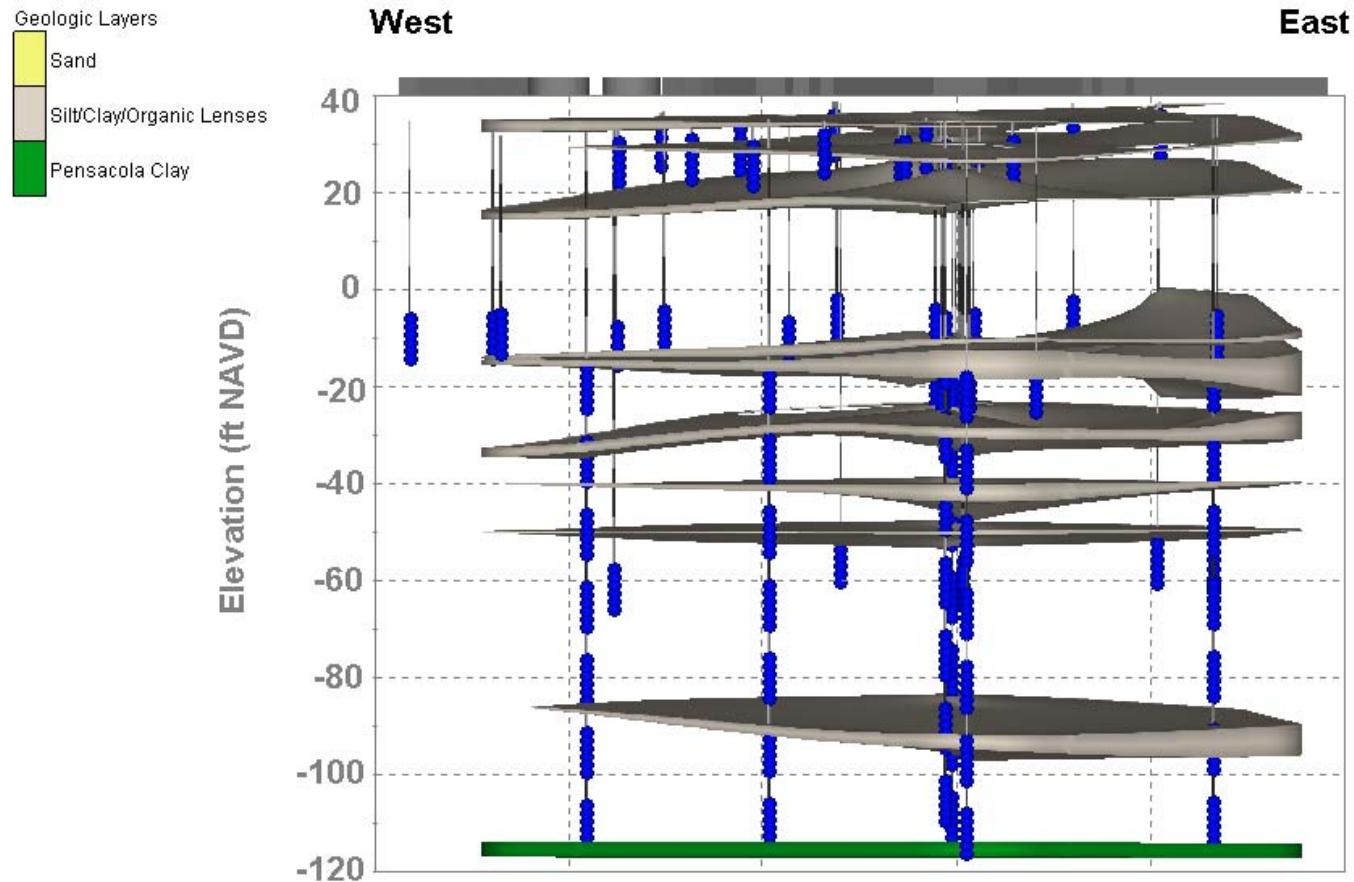 Geologic Layers
Sand
Silt/Clay/Organic Lenses
Pensacola Clay
West
East
Elevation (ft NAVD)
40
20
0
-20
-40
-60
-80
-100
-120